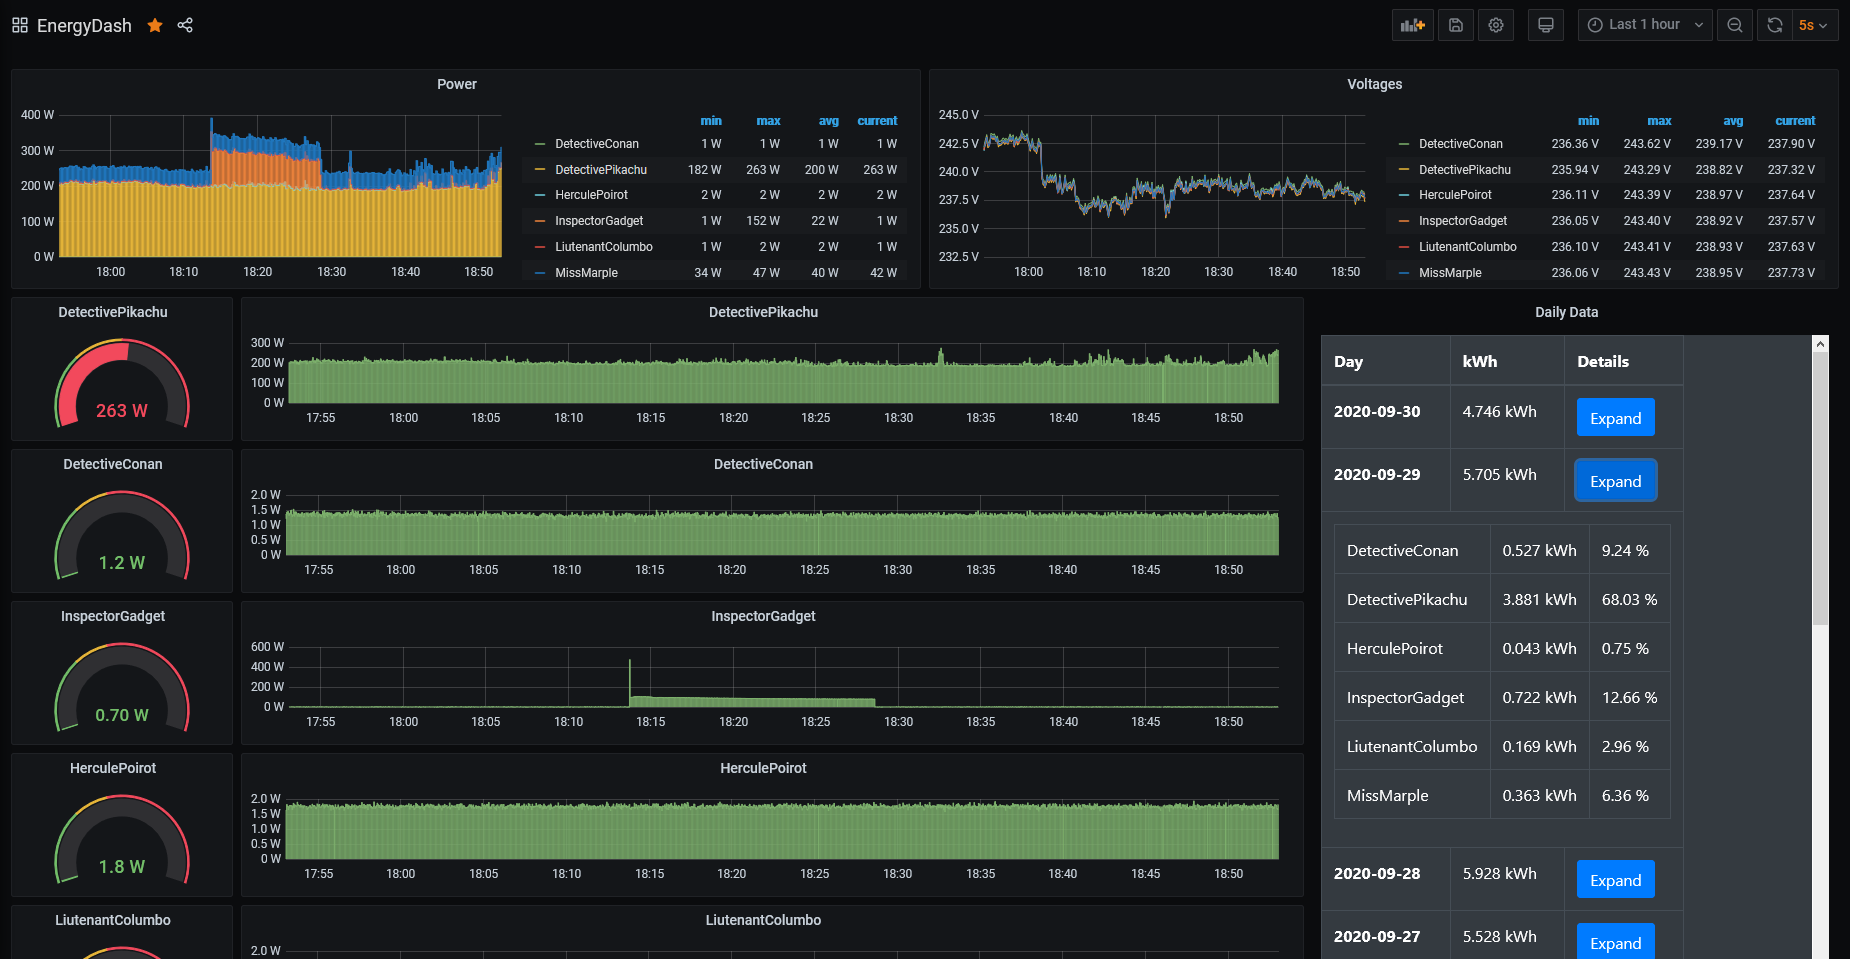 EnergyDash
Last 1 hour
5s
Power
400 W
300 W
200 W
100 W
0 W
18:00 18:10 18:20 18:30 18:40 18:50
min max avg current
DetectiveConan 1 W 1 W 1 W 1 W
DetectivePikachu 182 W 263 W 200 W 263 W
HerculePoirot 2 W 2 W 2 W 2 W
InspectorGadget 1 W 152 W 22 W 1 W
LiutenantColumbo 1 W 2 W 2 W 1 W
MissMarple 34 W 47 W 40 W 42 W
Voltages
245.0 V
242.5 V
240.0 V
237.5 V
235.0 V
232.5 V
18:00 18:10 18:20 18:30 18:40 18:50
min max avg current
DetectiveConan 236.36 V 243.62 V 239.17 V 237.90 V
DetectivePikachu 235.94 V 243.29 V 238.82 V 237.32 V
HerculePoirot 236.11 V 243.39 V 238.97 V 237.64 V
InspectorGadget 236.05 V 243.40 V 238.92 V 237.57 V
LiutenantColumbo 236.10 V 243.41 V 238.93 V 237.63 V
MissMarple 236.06 V 243.43 V 238.95 V 237.73 V
DetectivePikachu
263 W
DetectivePikachu
300 W
200 W
100 W
0 W
17:55 18:00 18:05 18:10 18:15 18:20 18:25 18:30 18:35 18:40 18:45 18:50
DetectiveConan
1.2 W
DetectiveConan
2.0 W
1.5 W
1.0 W
0.5 W
0 W
17:55 18:00 18:05 18:10 18:15 18:20 18:25 18:30 18:35 18:40 18:45 18:50
InspectorGadget
0.70 W
InspectorGadget
600 W
400 W
200 W
0 W
17:55 18:00 18:05 18:10 18:15 18:20 18:25 18:30 18:35 18:40 18:45 18:50
HerculePoirot
1.8 W
HerculePoirot
2.0 W
1.5 W
1.0 W
0.5 W
0 W
17:55 18:00 18:05 18:10 18:15 18:20 18:25 18:30 18:35 18:40 18:45 18:50
LiutenantColumbo
LiutenantColumbo
2.0 W
Daily Data
Day kWh Details
2020-09-30 4.746 kWh Expand
2020-09-29 5.705 kWh Expand
DetectiveConan 0.527 kWh 9.24 %
DetectivePikachu 3.881 kWh 68.03 %
HerculePoirot 0.043 kWh 0.75 %
InspectorGadget 0.722 kWh 12.66 %
LiutenantColumbo 0.169 kWh 2.96 %
MissMarple 0.363 kWh 6.36 %
2020-09-28 5.928 kWh Expand
2020-09-27 5.528 kWh Expand